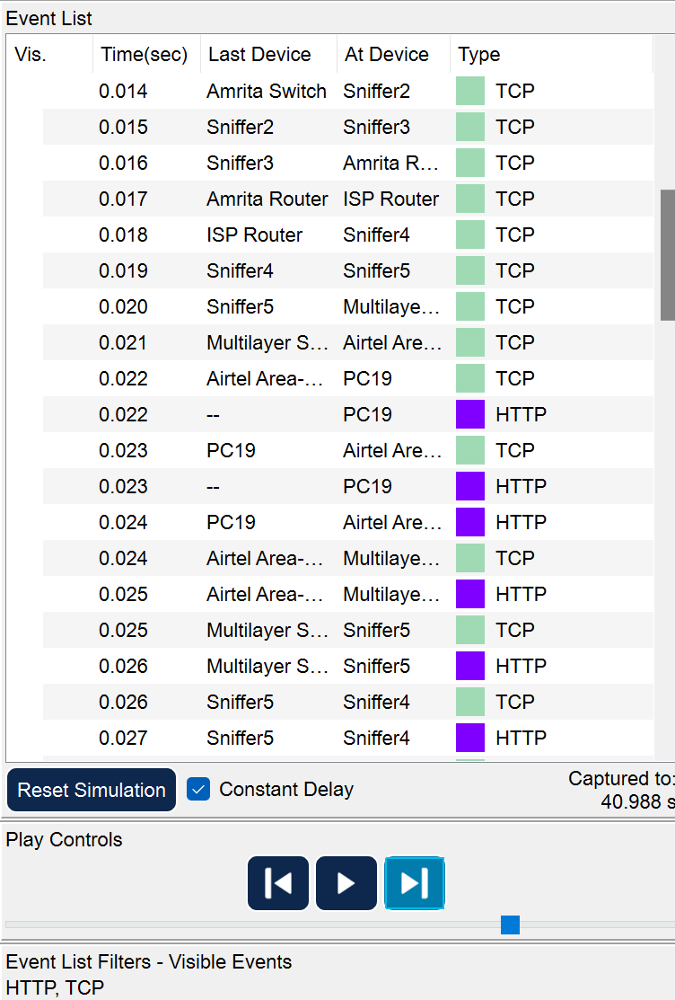 Event List
Vis. Time(sec) Last Device At Device Type
0.014 Amrita Switch Sniffer2 TCP
0.015 Sniffer2 Sniffer3 TCP
0.016 Sniffer3 Amrita R... TCP
0.017 Amrita Router ISP Router TCP
0.018 ISP Router Sniffer4 TCP
0.019 Sniffer4 Sniffer5 TCP
0.020 Sniffer5 Multilaye... TCP
0.021 Multilayer S... Airtel Are... TCP
0.022 Airtel Area-... PC19 TCP
0.022 -- PC19 HTTP
0.023 PC19 Airtel Are... TCP
0.023 -- PC19 HTTP
0.024 PC19 Airtel Are... HTTP
0.024 Airtel Area-... Multilaye... TCP
0.025 Airtel Area-... Multilaye... HTTP
0.025 Multilayer S... Sniffer5 TCP
0.026 Multilayer S... Sniffer5 HTTP
0.026 Sniffer5 Sniffer4 TCP
0.027 Sniffer5 Sniffer4 HTTP
Reset Simulation Constant Delay Captured to:
40.988 s
Play Controls
Event List Filters - Visible Events
HTTP, TCP